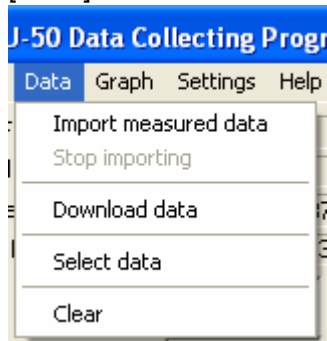 U-50 Data Collecting Progr
Data Graph Settings Help
Import measured data
Stop importing
Download data
Select data
Clear